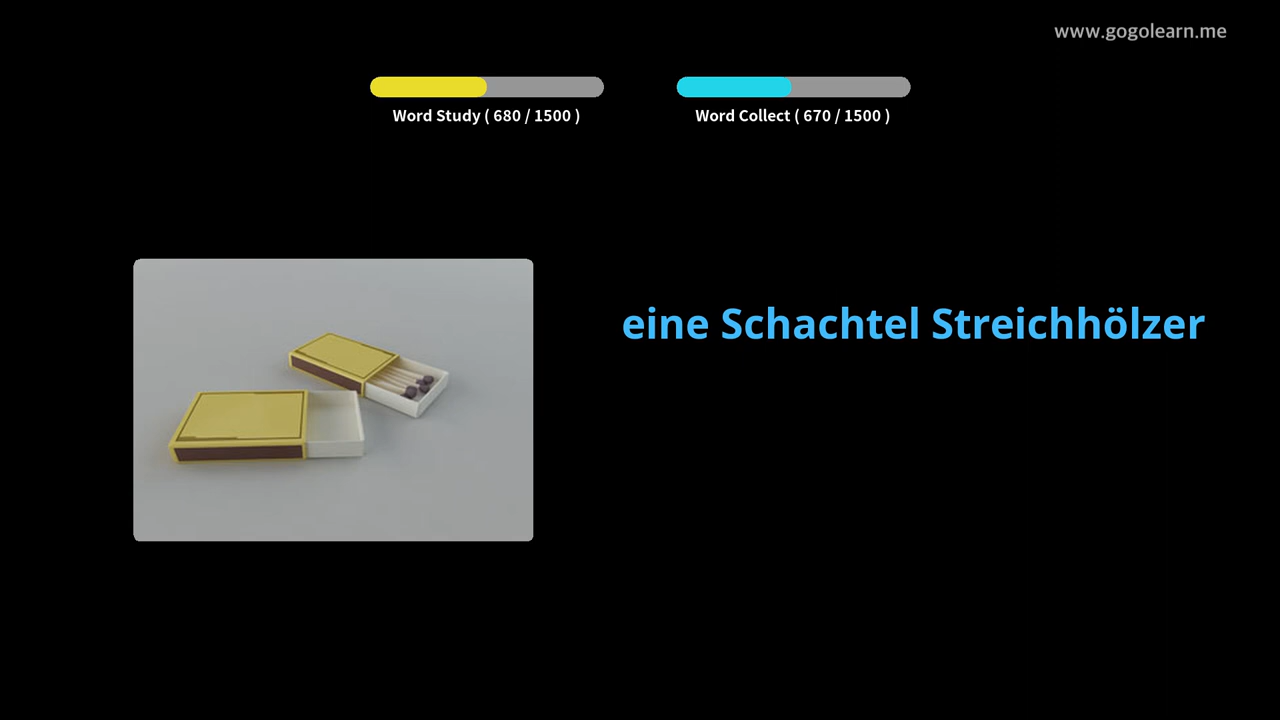 www.gogolearn.me
Word Study ( 680 / 1500 )
Word Collect ( 670 / 1500 )
eine Schachtel Streichhölzer